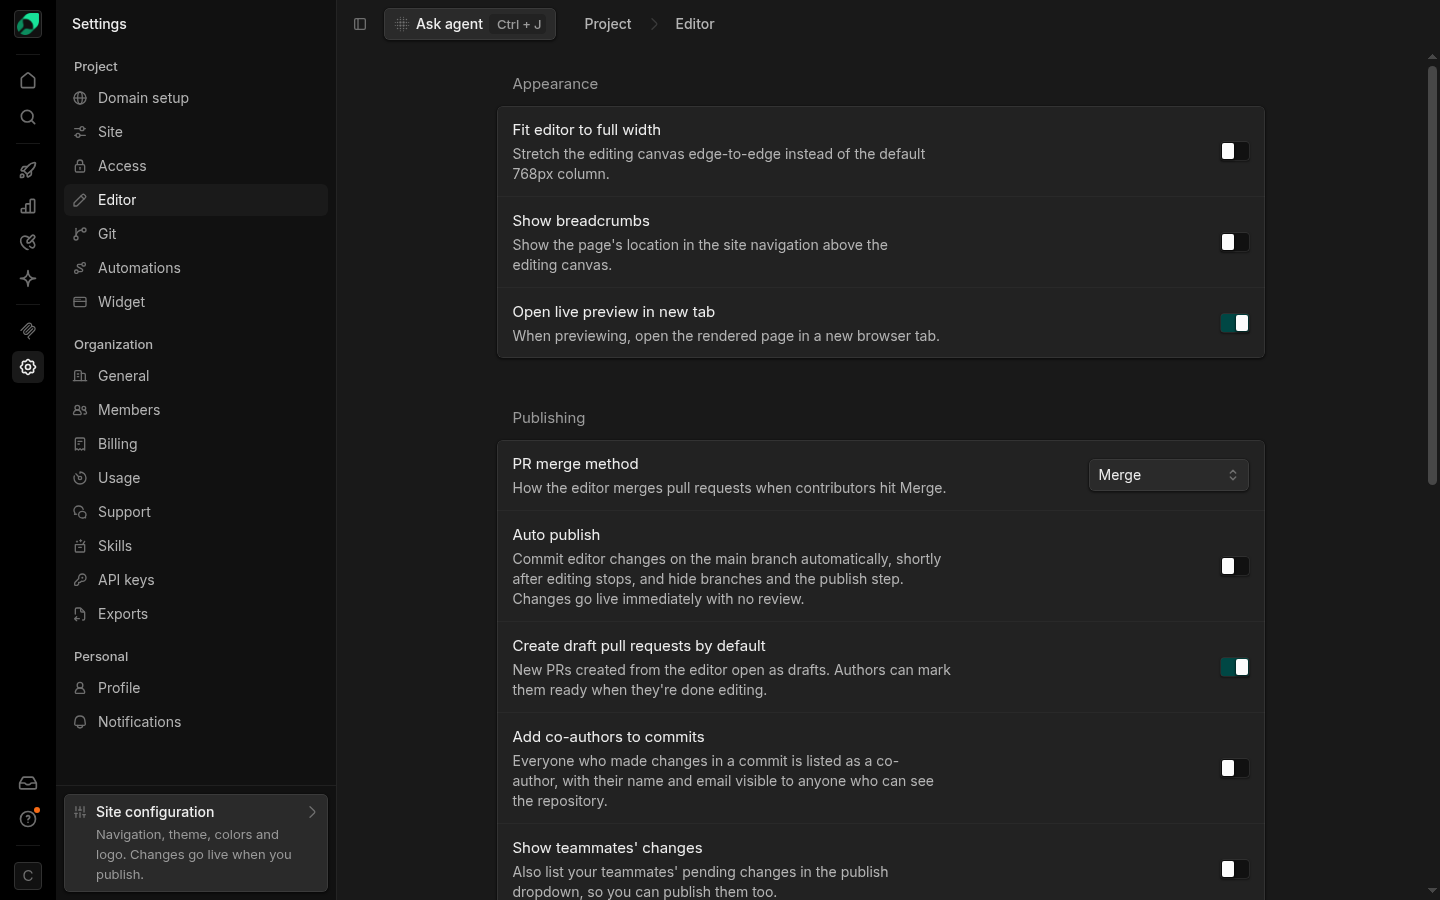 Settings
Ask agent Ctrl + J
Project
Editor
Project
Domain setup
Site
Access
Editor
Git
Automations
Widget
Organization
General
Members
Billing
Usage
Support
Skills
API keys
Exports
Personal
Profile
Notifications
Site configuration
Navigation, theme, colors and
logo. Changes go live when you
publish.
C
Appearance
Fit editor to full width
Stretch the editing canvas edge-to-edge instead of the default
768px column.
Show breadcrumbs
Show the page's location in the site navigation above the
editing canvas.
Open live preview in new tab
When previewing, open the rendered page in a new browser tab.
Publishing
PR merge method
How the editor merges pull requests when contributors hit Merge.
Merge
Auto publish
Commit editor changes on the main branch automatically, shortly
after editing stops, and hide branches and the publish step.
Changes go live immediately with no review.
Create draft pull requests by default
New PRs created from the editor open as drafts. Authors can mark
them ready when they're done editing.
Add co-authors to commits
Everyone who made changes in a commit is listed as a co-
author, with their name and email visible to anyone who can see
the repository.
Show teammates' changes
Also list your teammates' pending changes in the publish
dropdown, so you can publish them too.